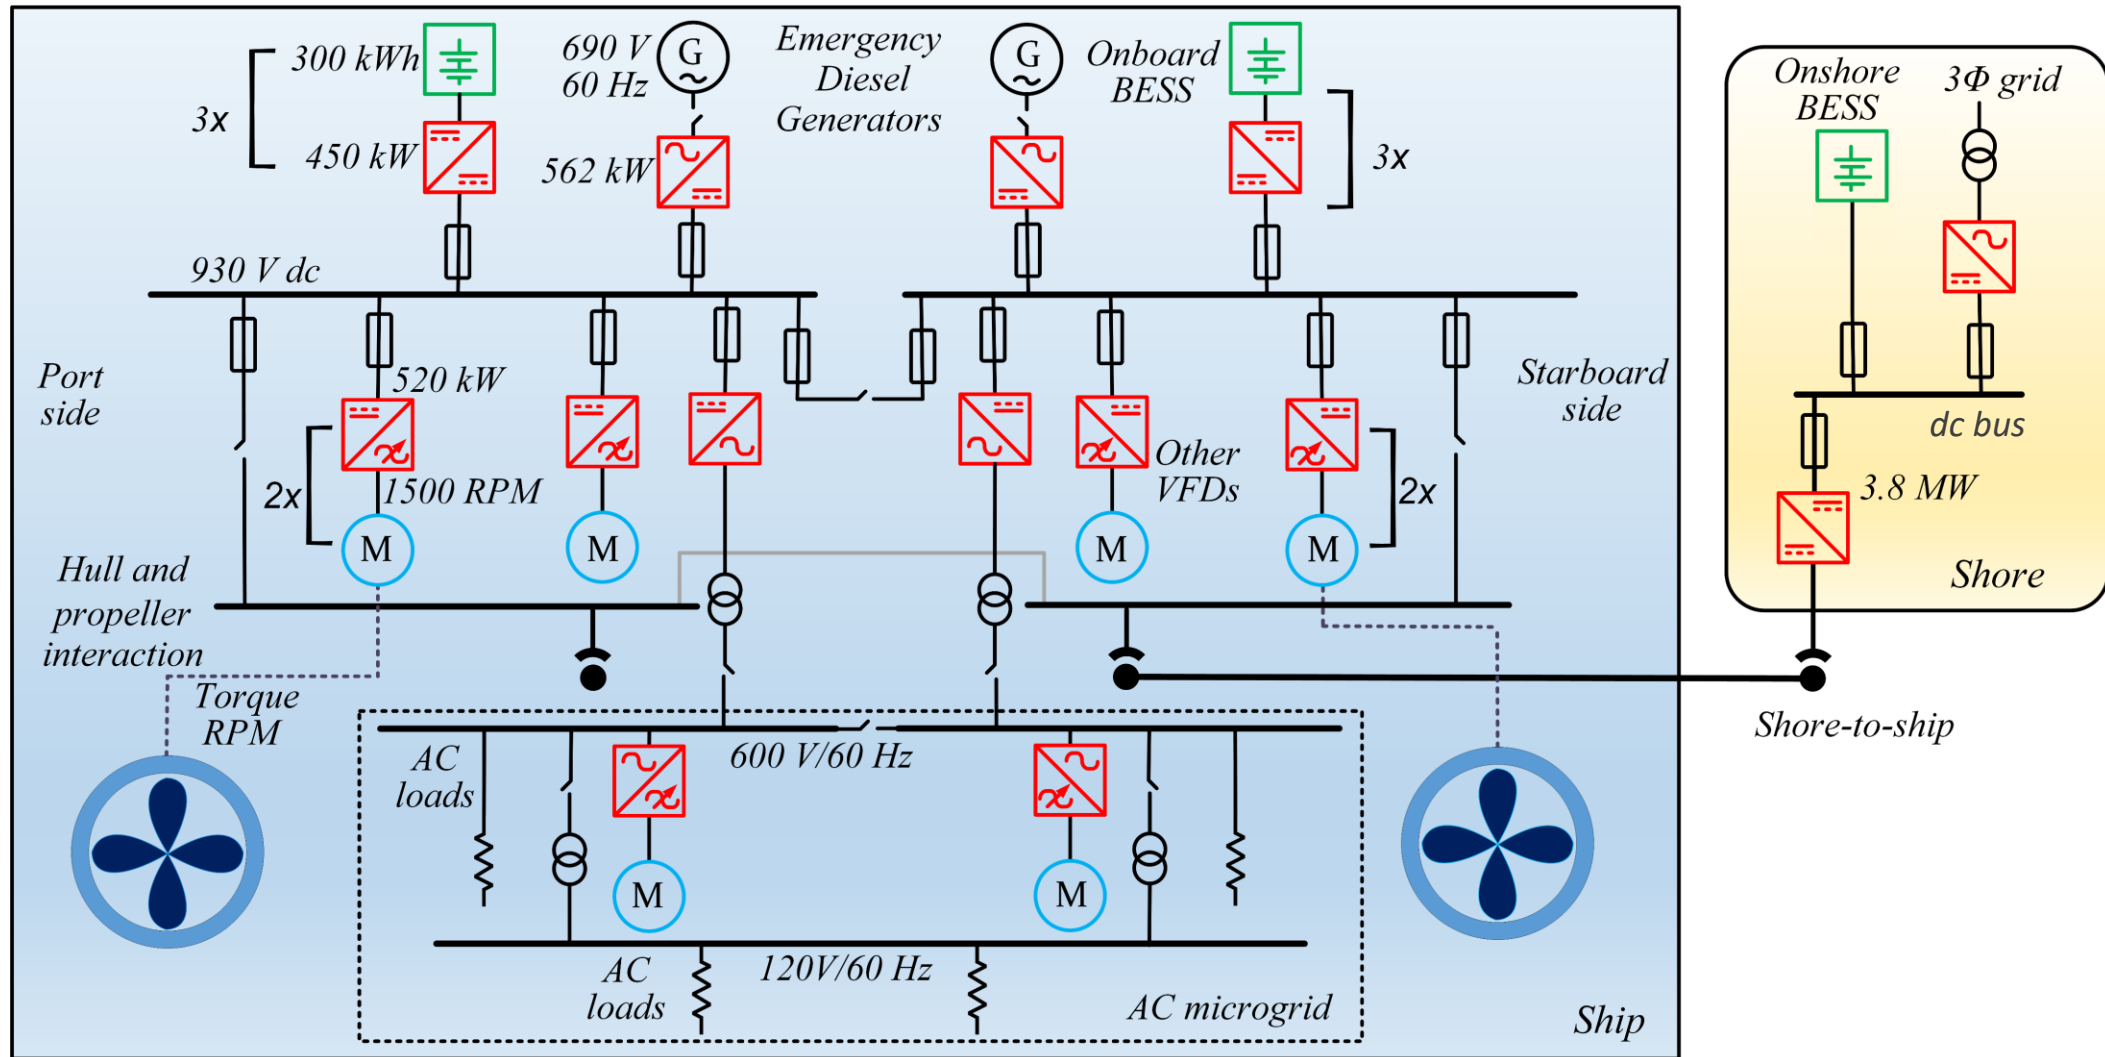 300 kWh
3x
450 kW
690 V
60 Hz
G
562 kW
Emergency
Diesel
Generators
G
Onboard
BESS
3x
930 V dc
Port
side
520 kW
2x
1500 RPM
M
M
Other
VFDs
M
M
2x
Starboard
side
Hull and
propeller
interaction
Torque
RPM
AC
loads
600 V/60 Hz
M
M
AC
loads
120V/60 Hz
AC microgrid
Ship
Onshore
BESS
3Φ grid
dc bus
3.8 MW
Shore
Shore-to-ship